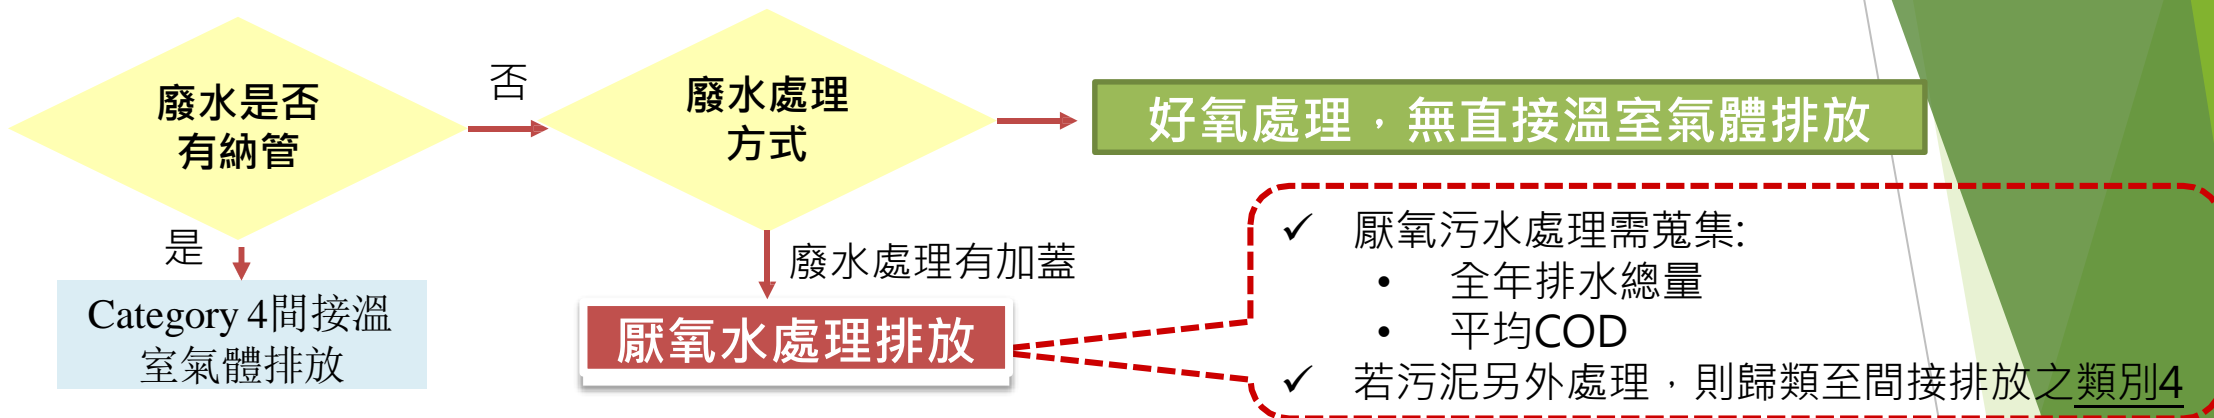 廢水是否
有納管
否
廢水處理
方式
好氧處理，無直接溫室氣體排放
是
Category 4間接溫
室氣體排放
廢水處理有加蓋
厭氧水處理排放
✓ 厭氧污水處理需蒐集:
• 全年排水總量
• 平均COD
✓ 若污泥另外處理，則歸類至間接排放之類別4